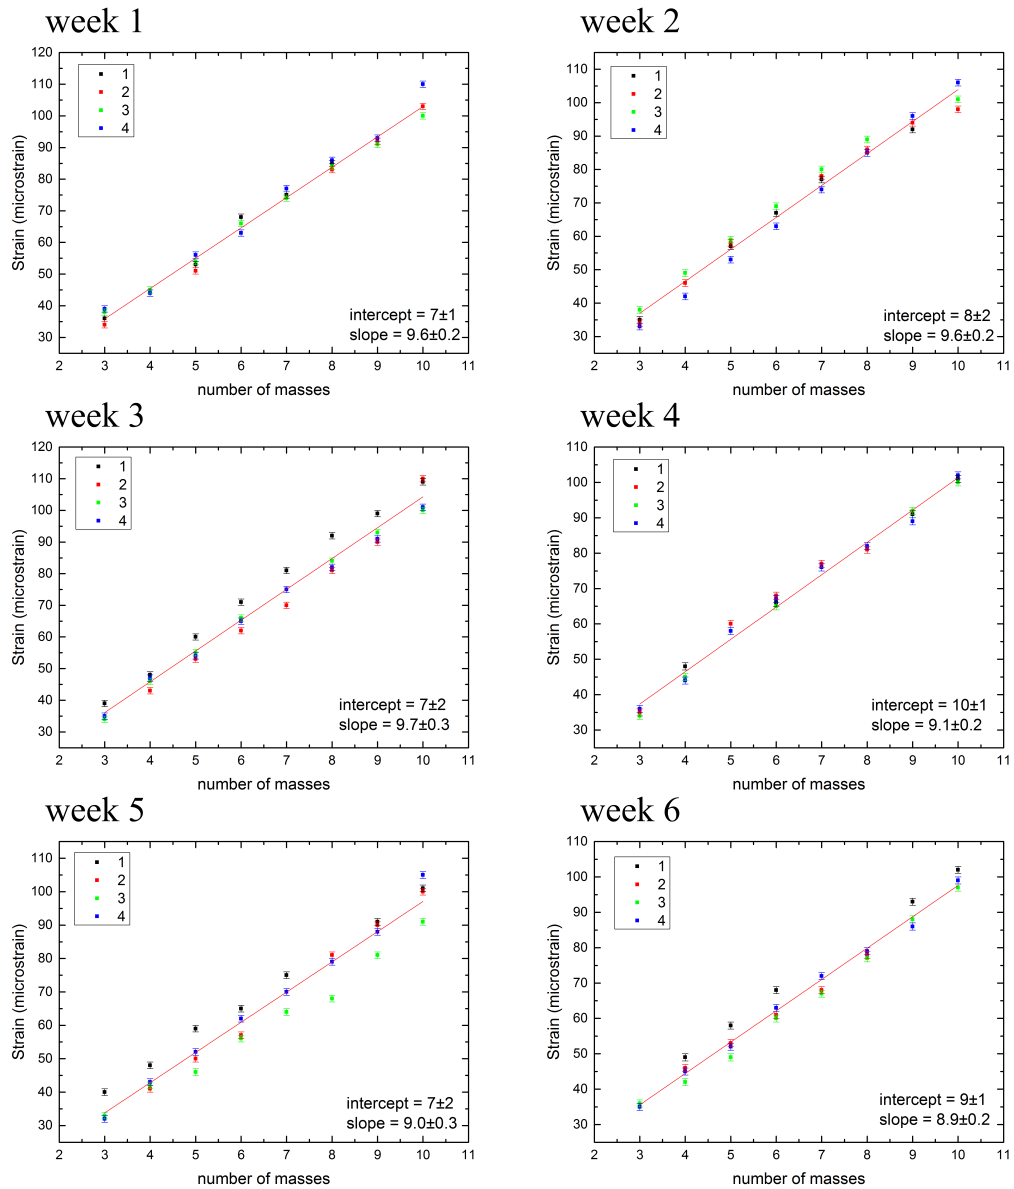 week 1
120
110
100
90
80
70
60
50
40
30
Strain (microstrain)
1
2
3
4
intercept = 7±1
slope = 9.6±0.2
2 3 4 5 6 7 8 9 10 11
number of masses
week 2
110
100
90
80
70
60
50
40
30
Strain (microstrain)
1
2
3
4
intercept = 8±2
slope = 9.6±0.2
2 3 4 5 6 7 8 9 10 11
number of masses
week 3
120
110
100
90
80
70
60
50
40
30
Strain (microstrain)
1
2
3
4
intercept = 7±2
slope = 9.7±0.3
2 3 4 5 6 7 8 9 10 11
number of masses
week 4
110
100
90
80
70
60
50
40
30
Strain (microstrain)
1
2
3
4
intercept = 10±1
slope = 9.1±0.2
2 3 4 5 6 7 8 9 10 11
number of masses
week 5
110
100
90
80
70
60
50
40
30
Strain (microstrain)
1
2
3
4
intercept = 7±2
slope = 9.0±0.3
2 3 4 5 6 7 8 9 10 11
number of masses
week 6
110
100
90
80
70
60
50
40
30
Strain (microstrain)
1
2
3
4
intercept = 9±1
slope = 8.9±0.2
2 3 4 5 6 7 8 9 10 11
number of masses